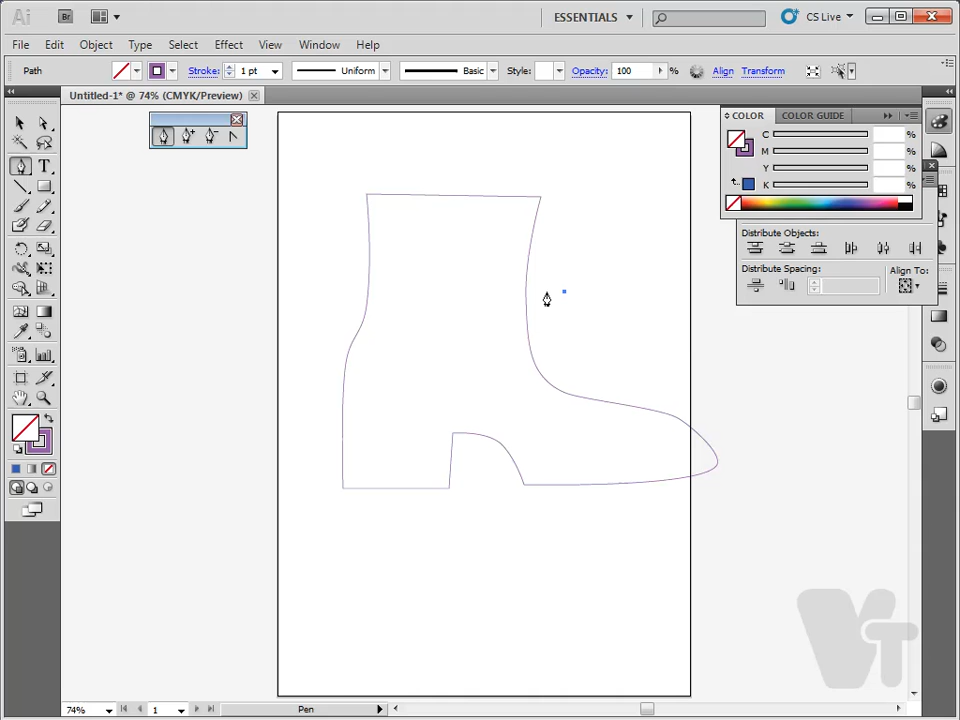 Ai Br ESSENTIALS CS Live
File Edit Object Type Select Effect View Window Help
Path Stroke: 1 pt Uniform Basic Style: Opacity: 100 % Align Transform
Untitled-1* @ 74% (CMYK/Preview)
COLOR COLOR GUIDE
C %
M %
Y %
K %
Distribute Objects:
Distribute Spacing: Align To:
T
VT
74% 1 Pen